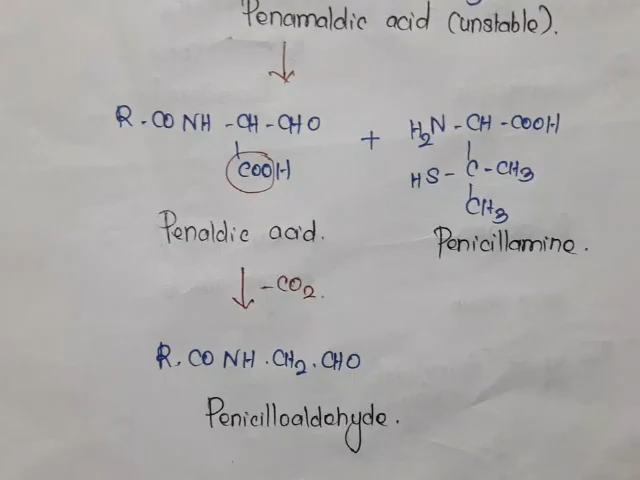 Penamaldic acid (unstable).
R - CO NH - CH - CHO + H₂N - CH - COOH
COOH HS - C - CH₃
CH₃
Penaldic acid. Penicillamine.
- CO₂.
R. CO NH . CH₂ . CHO
Penicilloaldehyde.